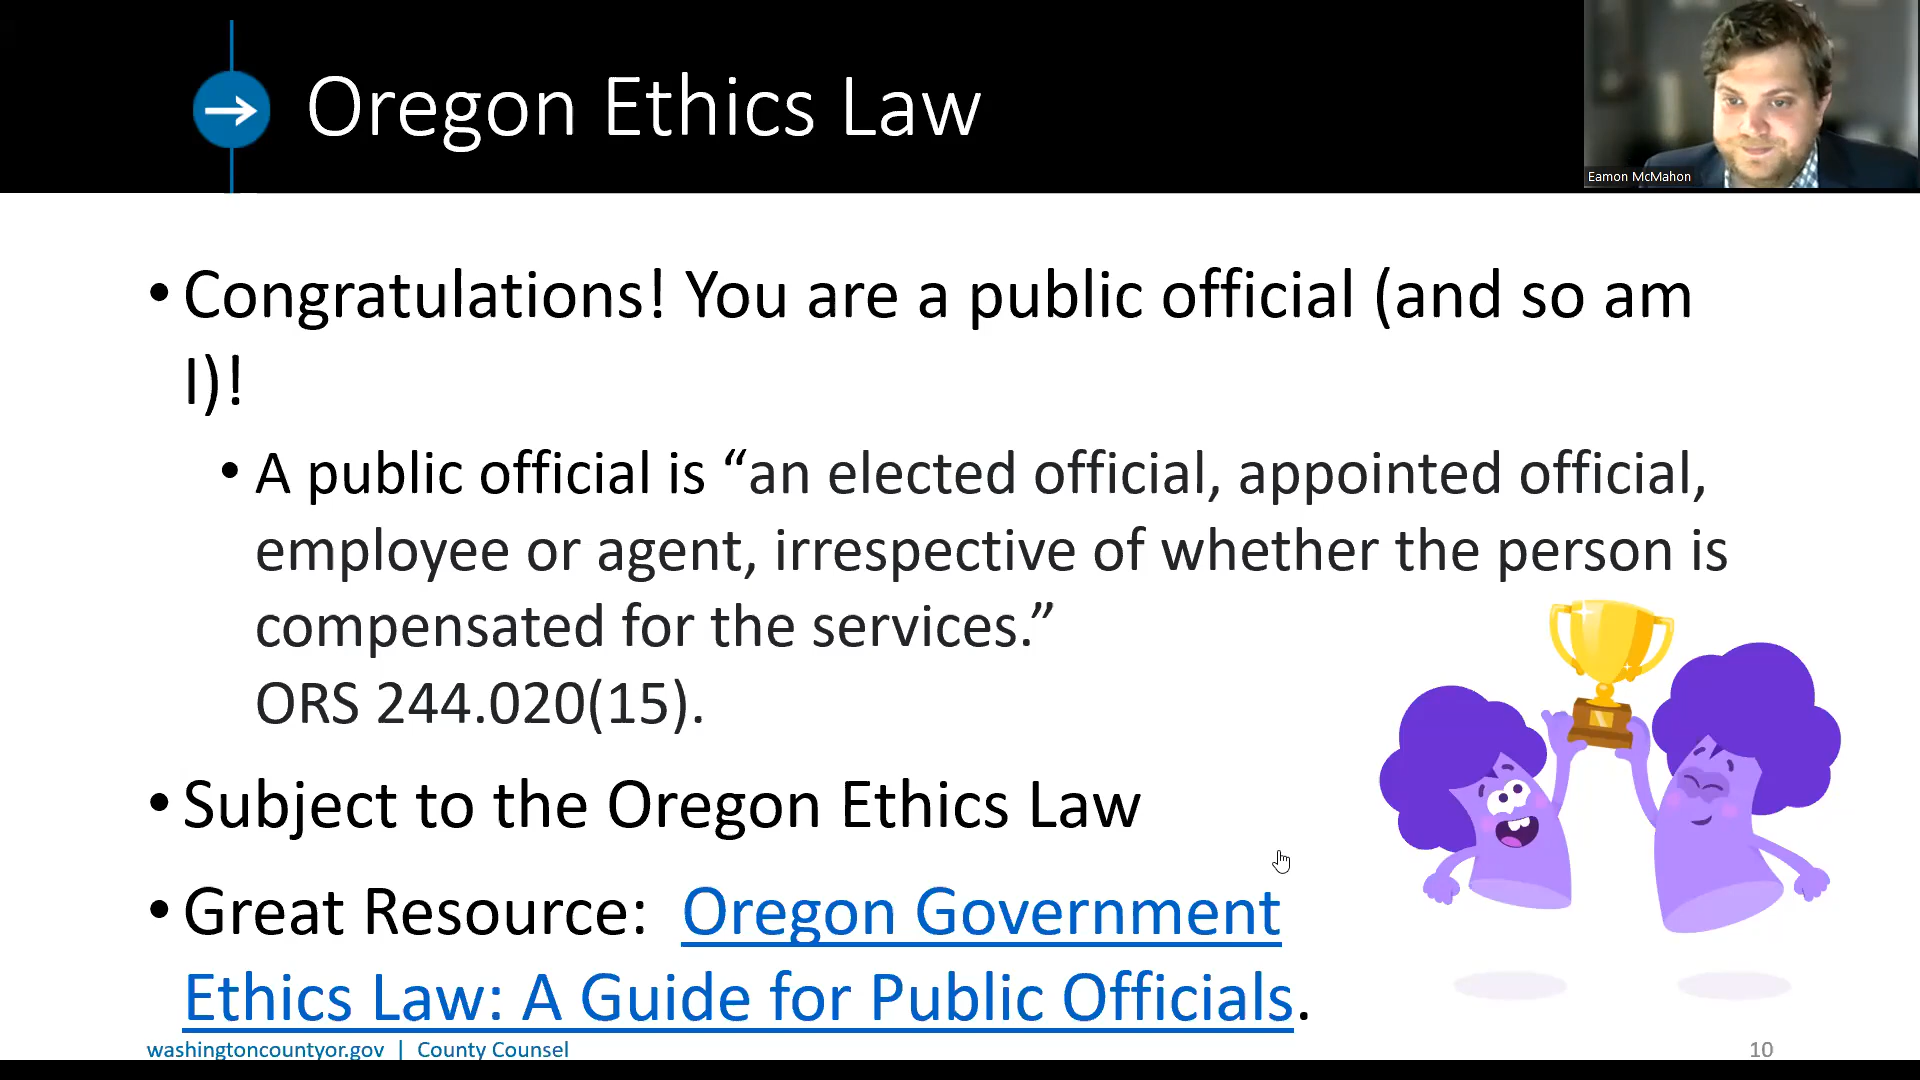 Oregon Ethics Law
Eamon McMahon
• Congratulations! You are a public official (and so am
I)!
• A public official is “an elected official, appointed official,
employee or agent, irrespective of whether the person is
compensated for the services.”
ORS 244.020(15).
• Subject to the Oregon Ethics Law
• Great Resource: Oregon Government
Ethics Law: A Guide for Public Officials.
washingtoncountyor.gov | County Counsel
10